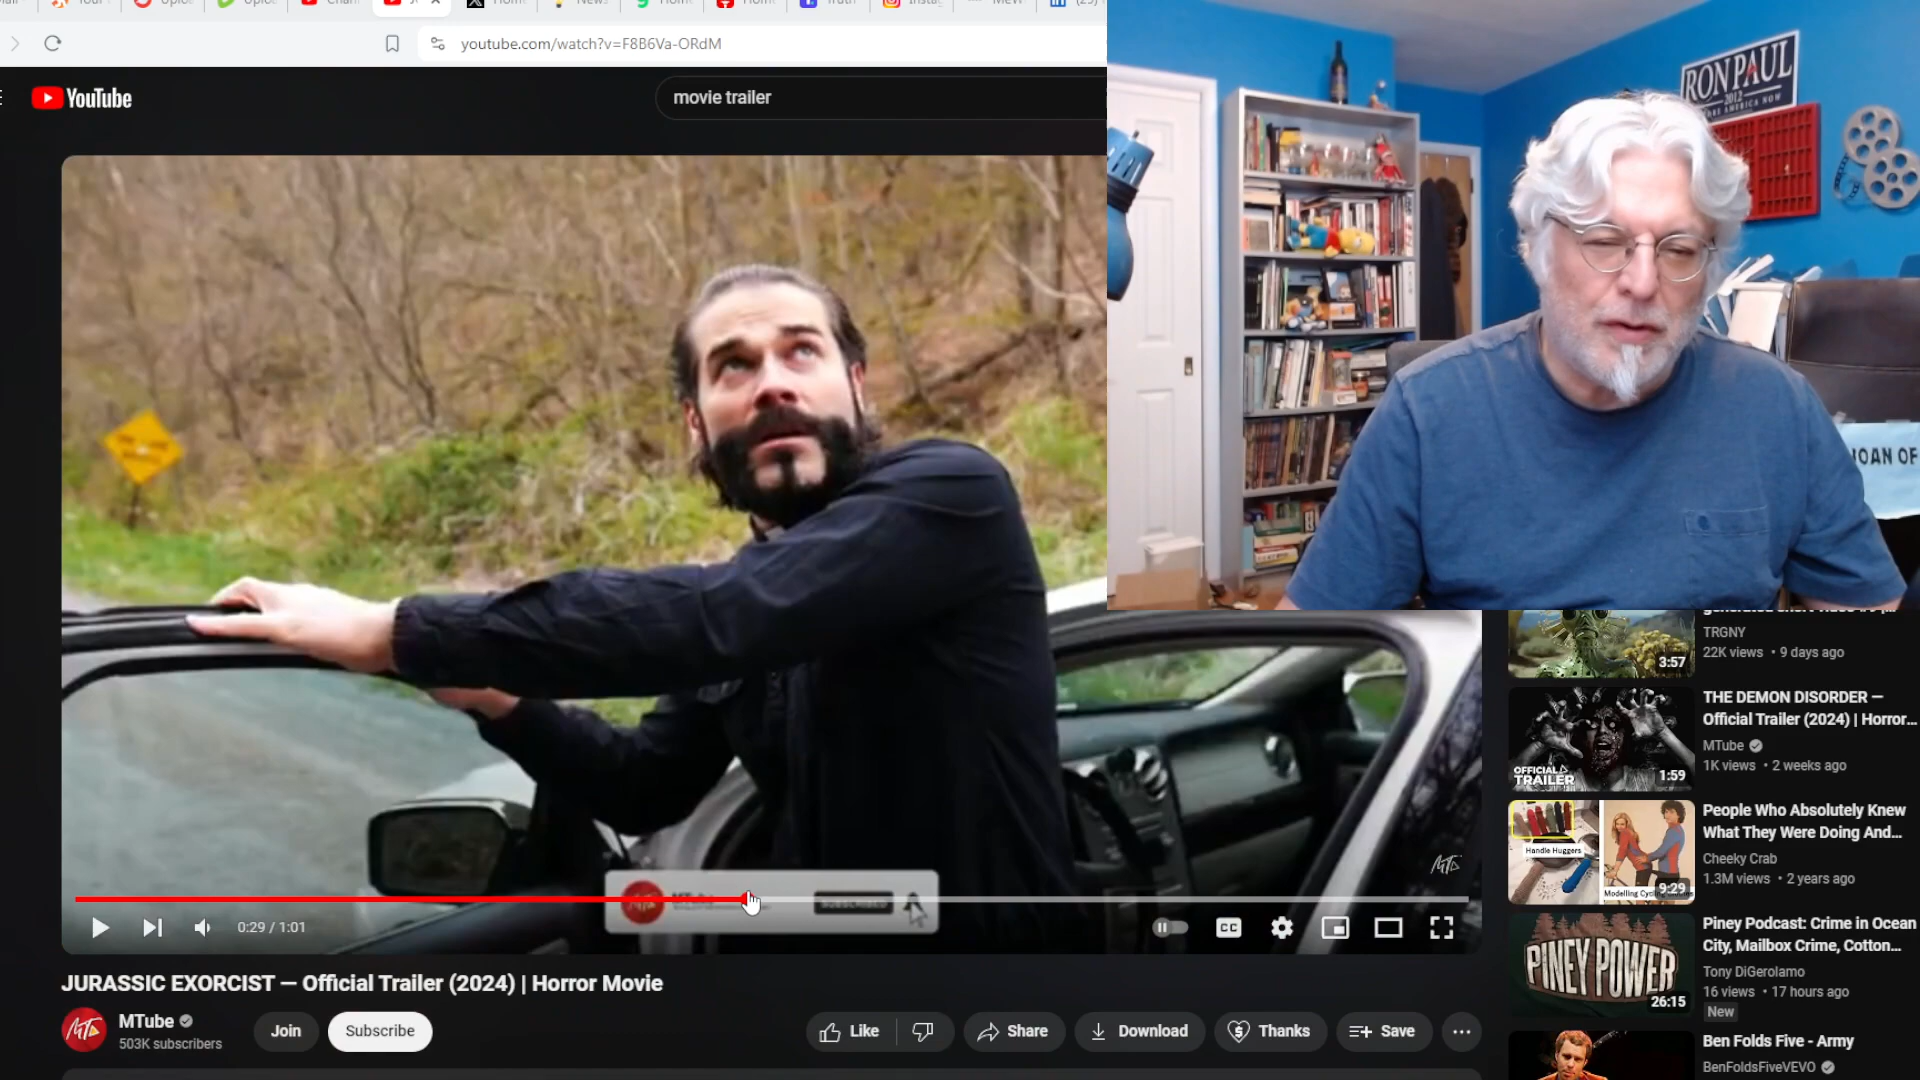 youtube.com/watch?v=F8B6Va-ORdM
YouTube
movie trailer
RON PAUL
2012
JOAN OF
0:29 / 1:01
CC
JURASSIC EXORCIST — Official Trailer (2024) | Horror Movie
MTube
503K subscribers
Join
Subscribe
Like
Share
Download
Thanks
Save
TRGNY
22K views • 9 days ago
3:57
THE DEMON DISORDER —
Official Trailer (2024) | Horror...
MTube
1K views • 2 weeks ago
OFFICIAL
TRAILER
1:59
People Who Absolutely Knew
What They Were Doing And...
Cheeky Crab
1.3M views • 2 years ago
Handle Huggers
9:29
Piney Podcast: Crime in Ocean
City, Mailbox Crime, Cotton...
Tony DiGerolamo
16 views • 17 hours ago
New
PINEY POWER
26:15
Ben Folds Five - Army
BenFoldsFiveVEVO